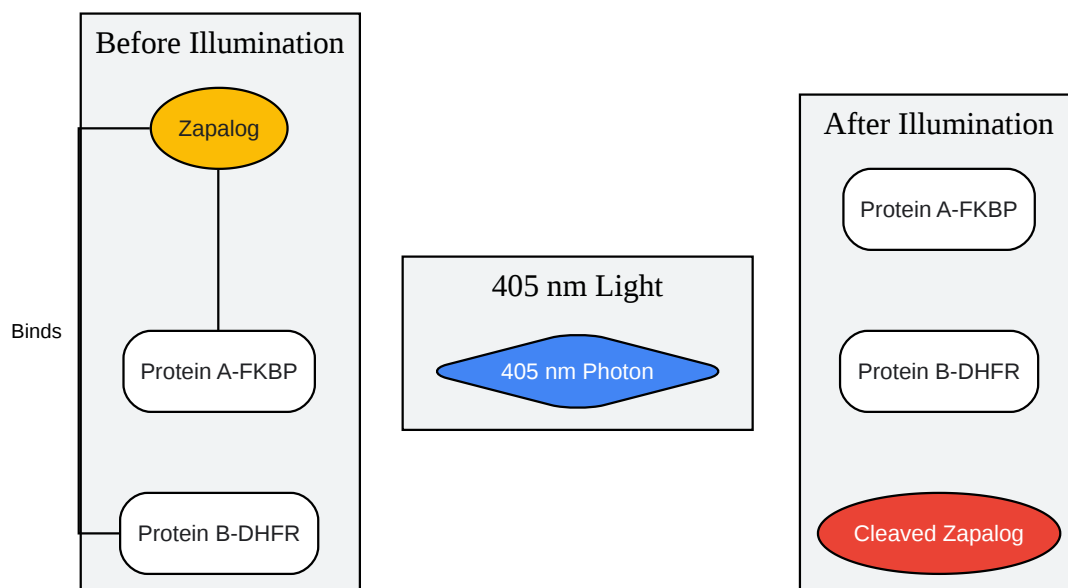 Before Illumination
Zapalog
Binds
Protein A-FKBP
Protein B-DHFR
405 nm Light
405 nm Photon
After Illumination
Protein A-FKBP
Protein B-DHFR
Cleaved Zapalog